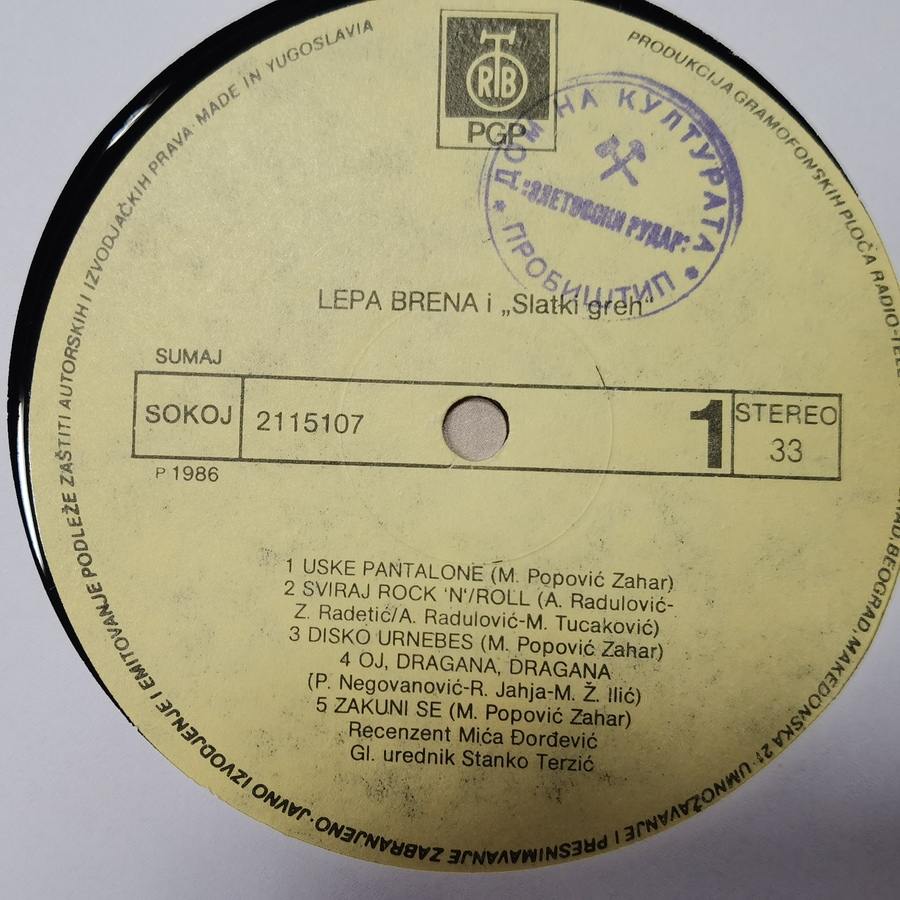 RTB
PGP
JAVNO IZVODJENJE I EMITOVANJE PODLEŽE ZAŠTITI AUTORSKIH I IZVODJAČKIH PRAVA· MADE IN YUGOSLAVIA
PRODUKCIJA GRAMOFONSKIH PLOČA RADIO-TELE
BEOGRAD, MAKEDONSKA 21· UMNOŽAVANJE I PRESNIMAVANJE ZABRANJENO·
ДОМ НА КУЛТУРАТА
„ЗЛЕТОВСКИ РУДАР“
* ПРОБИШТИП *
LEPA BRENA i „Slatki greh“
SUMAJ
SOKOJ 2115107 1 STEREO
33
P 1986
1 USKE PANTALONE (M. Popović Zahar)
2 SVIRAJ ROCK 'N'/ROLL (A. Radulović-
Z. Radetić/A. Radulović-M. Tucaković)
3 DISKO URNEBES (M. Popović Zahar)
4 OJ, DRAGANA, DRAGANA
(P. Negovanović-R. Jahja-M. Ž. Ilić)
5 ZAKUNI SE (M. Popović Zahar)
Recenzent Mića Đorđević
Gl. urednik Stanko Terzić